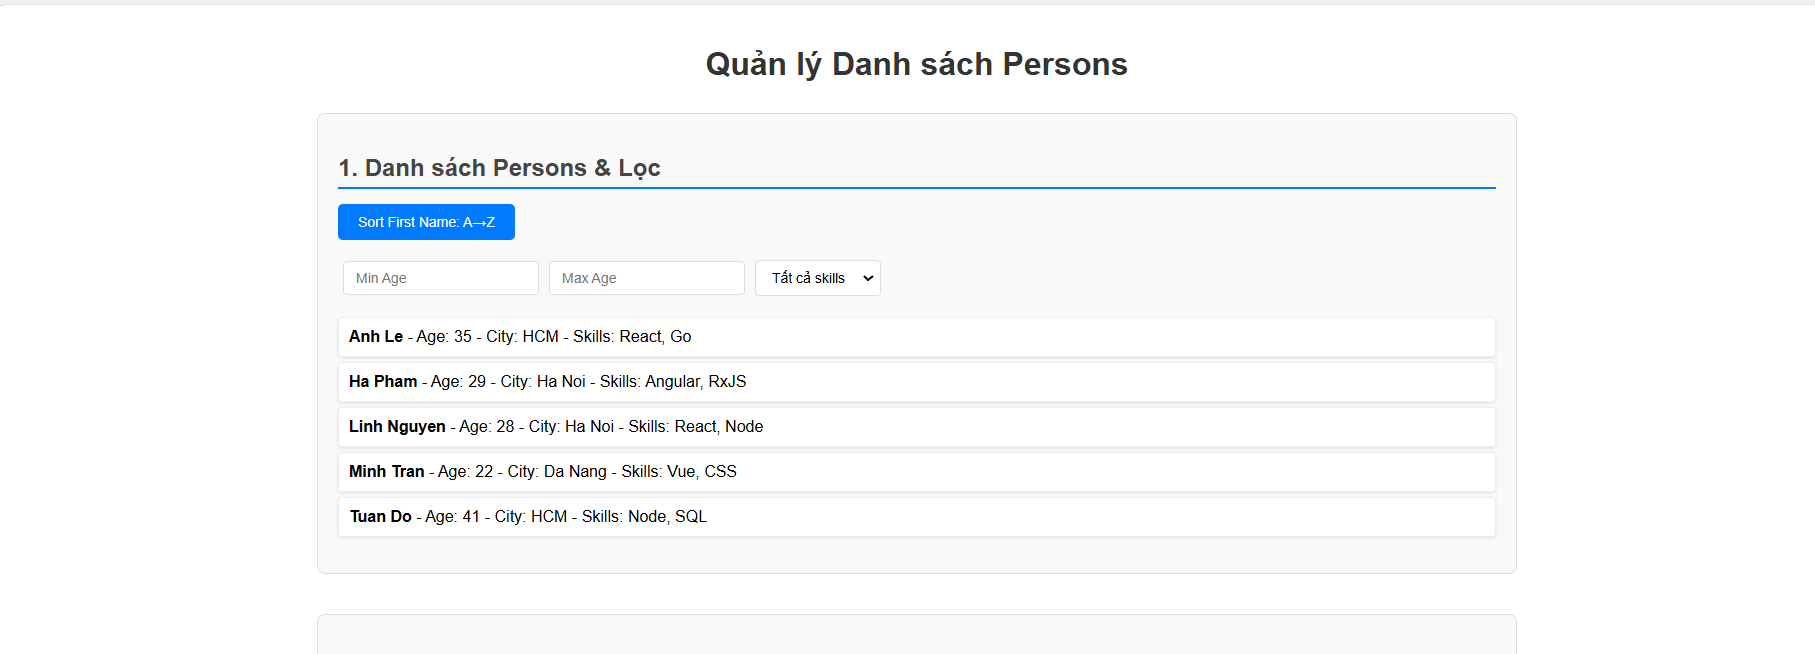 Quản lý Danh sách Persons
1. Danh sách Persons & Lọc
Sort First Name: A→Z
Min Age Max Age Tất cả skills
Anh Le - Age: 35 - City: HCM - Skills: React, Go
Ha Pham - Age: 29 - City: Ha Noi - Skills: Angular, RxJS
Linh Nguyen - Age: 28 - City: Ha Noi - Skills: React, Node
Minh Tran - Age: 22 - City: Da Nang - Skills: Vue, CSS
Tuan Do - Age: 41 - City: HCM - Skills: Node, SQL